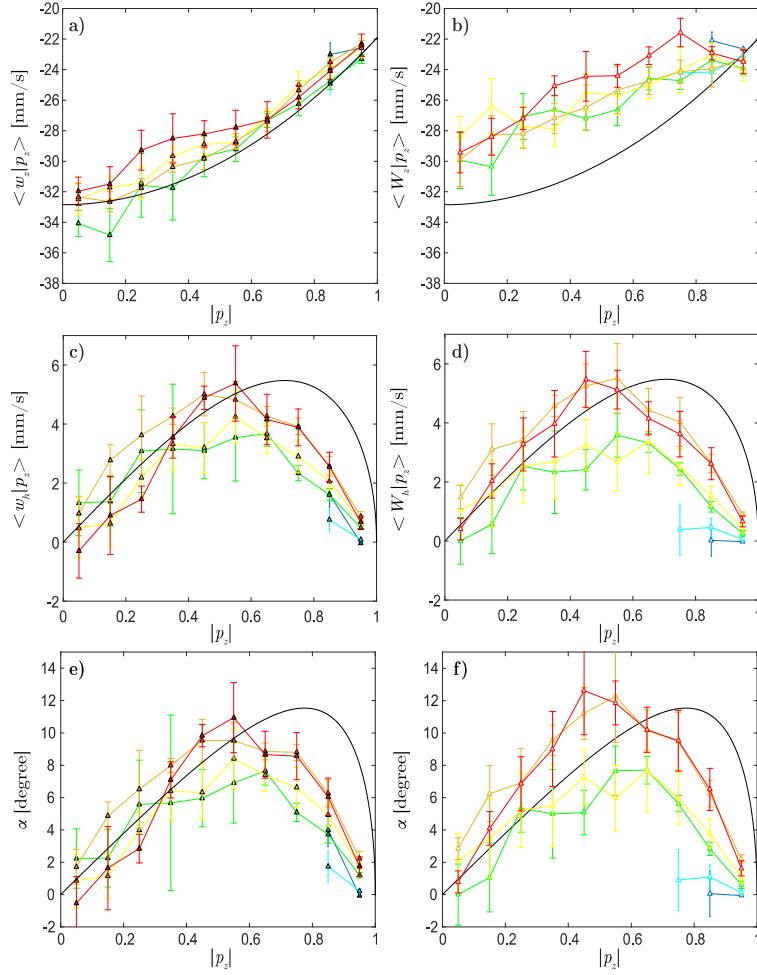 a)
-20
-22
-24
-26
-28
-30
-32
-34
-36
-38
0 0.2 0.4 0.6 0.8 1
|p_z|
< w_z|p_z > [mm/s]
b)
-20
-22
-24
-26
-28
-30
-32
-34
-36
-38
0 0.2 0.4 0.6 0.8 1
|p_z|
< W_z|p_z > [mm/s]
c)
6
4
2
0
-2
0 0.2 0.4 0.6 0.8 1
|p_z|
< w_h|p_z > [mm/s]
d)
6
4
2
0
-2
0 0.2 0.4 0.6 0.8 1
|p_z|
< W_h|p_z > [mm/s]
e)
14
12
10
8
6
4
2
0
-2
0 0.2 0.4 0.6 0.8 1
|p_z|
α [degree]
f)
14
12
10
8
6
4
2
0
-2
0 0.2 0.4 0.6 0.8 1
|p_z|
α [degree]